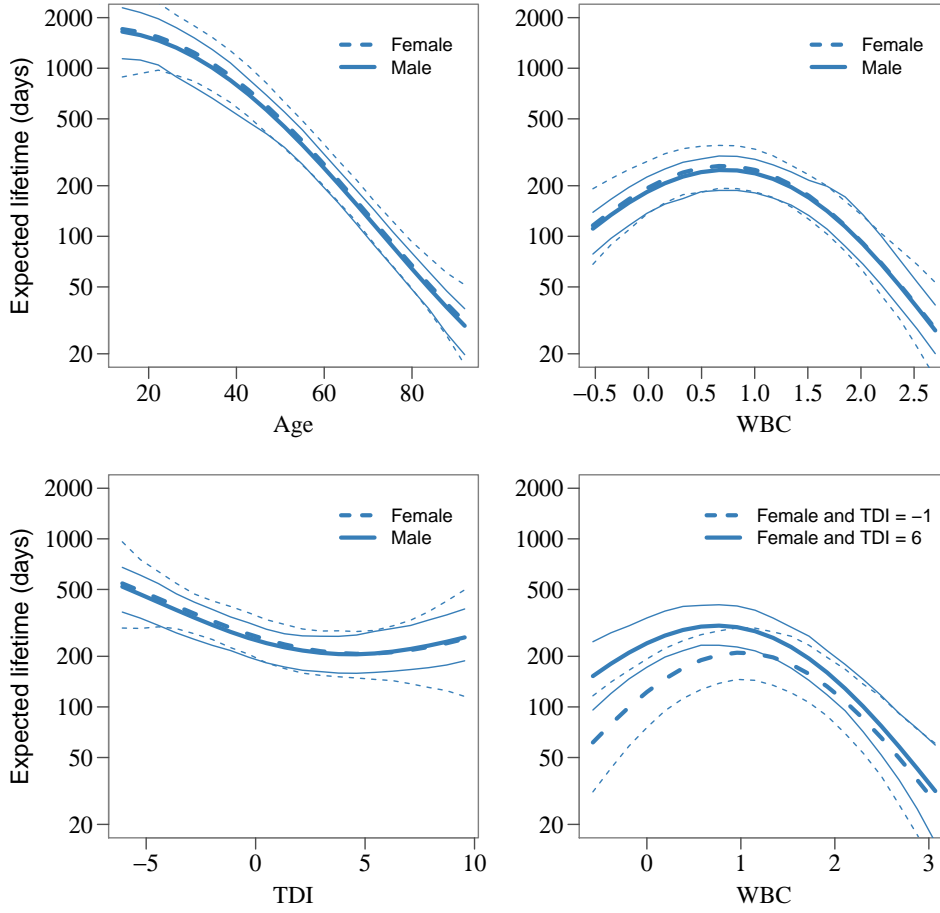 Expected lifetime (days)
2000
1000
500
200
100
50
20
Female
Male
20 40 60 80
Age
2000
1000
500
200
100
50
20
Female
Male
−0.5 0.0 0.5 1.0 1.5 2.0 2.5
WBC
Expected lifetime (days)
2000
1000
500
200
100
50
20
Female
Male
−5 0 5 10
TDI
2000
1000
500
200
100
50
20
Female and TDI = −1
Female and TDI = 6
0 1 2 3
WBC